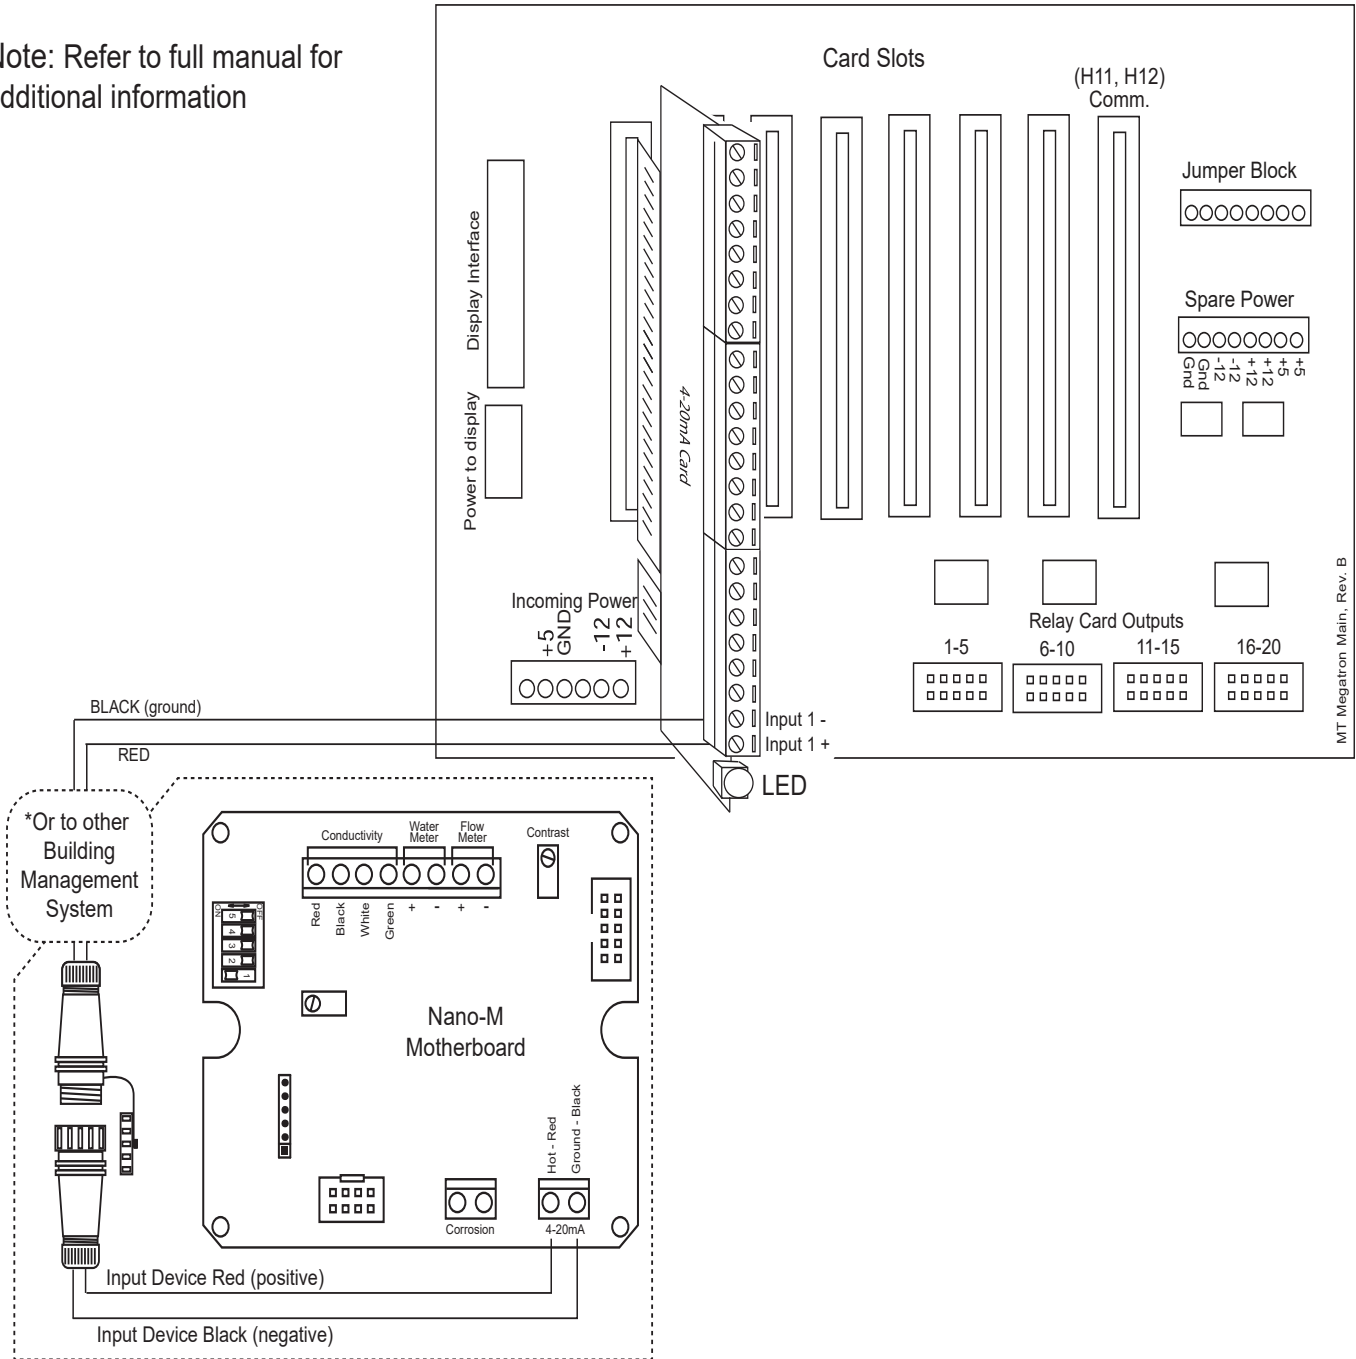 Note: Refer to full manual for
additional information
Card Slots
(H11, H12)
Comm.
Jumper Block
Spare Power
Gnd
Gnd
-12
-12
+12
+12
+5
+5
Display Interface
Power to display
4-20mA Card
Incoming Power
+5
GND
-12
+12
Relay Card Outputs
1-5
6-10
11-15
16-20
MT Megatron Main, Rev. B
BLACK (ground)
RED
Input 1 -
Input 1 +
LED
*Or to other
Building
Management
System
Conductivity
Water
Meter
Flow
Meter
Contrast
Red
Black
White
Green
+
-
+
-
ON
OFF
5
4
3
2
1
Nano-M
Motherboard
Hot - Red
Ground - Black
Corrosion
4-20mA
Input Device Red (positive)
Input Device Black (negative)